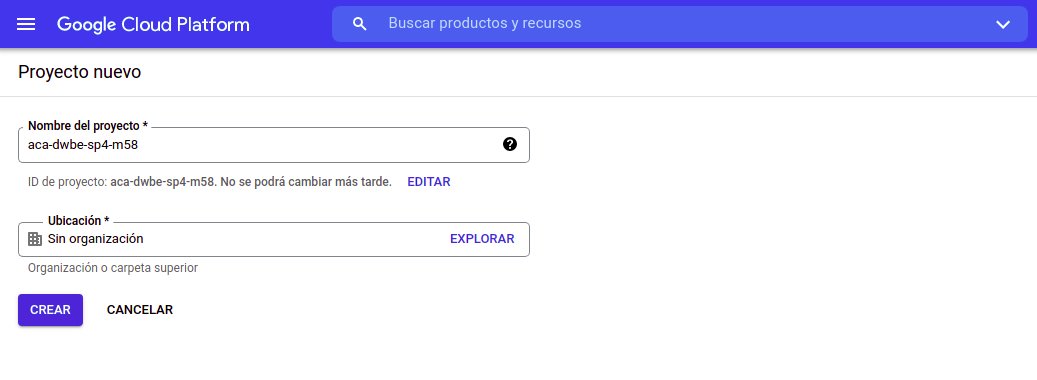 Google Cloud Platform
Buscar productos y recursos
Proyecto nuevo
Nombre del proyecto *
aca-dwbe-sp4-m58
ID de proyecto: aca-dwbe-sp4-m58. No se podrá cambiar más tarde. EDITAR
Ubicación *
Sin organización EXPLORAR
Organización o carpeta superior
CREAR CANCELAR